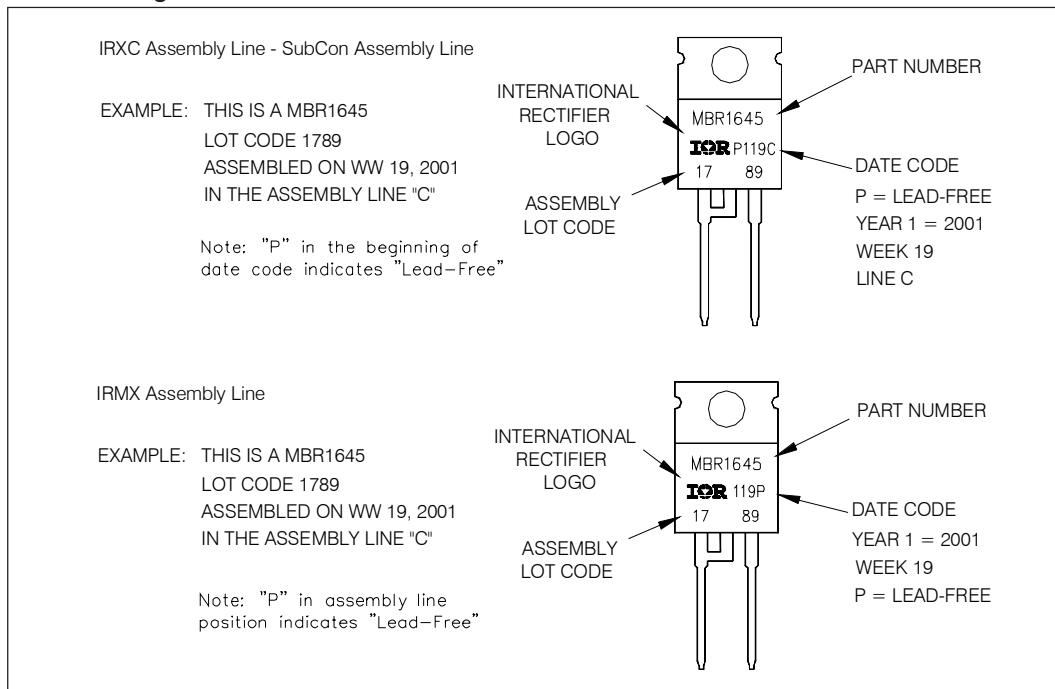 IRXC Assembly Line - SubCon Assembly Line
EXAMPLE: THIS IS A MBR1645
LOT CODE 1789
ASSEMBLED ON WW 19, 2001
IN THE ASSEMBLY LINE "C"
Note: "P" in the beginning of
date code indicates "Lead-Free"
INTERNATIONAL
RECTIFIER
LOGO
ASSEMBLY
LOT CODE
MBR1645
IOR P119C
17 89
PART NUMBER
DATE CODE
P = LEAD-FREE
YEAR 1 = 2001
WEEK 19
LINE C
IRMX Assembly Line
EXAMPLE: THIS IS A MBR1645
LOT CODE 1789
ASSEMBLED ON WW 19, 2001
IN THE ASSEMBLY LINE "C"
Note: "P" in assembly line
position indicates "Lead-Free"
INTERNATIONAL
RECTIFIER
LOGO
ASSEMBLY
LOT CODE
MBR1645
IOR 119P
17 89
PART NUMBER
DATE CODE
YEAR 1 = 2001
WEEK 19
P = LEAD-FREE